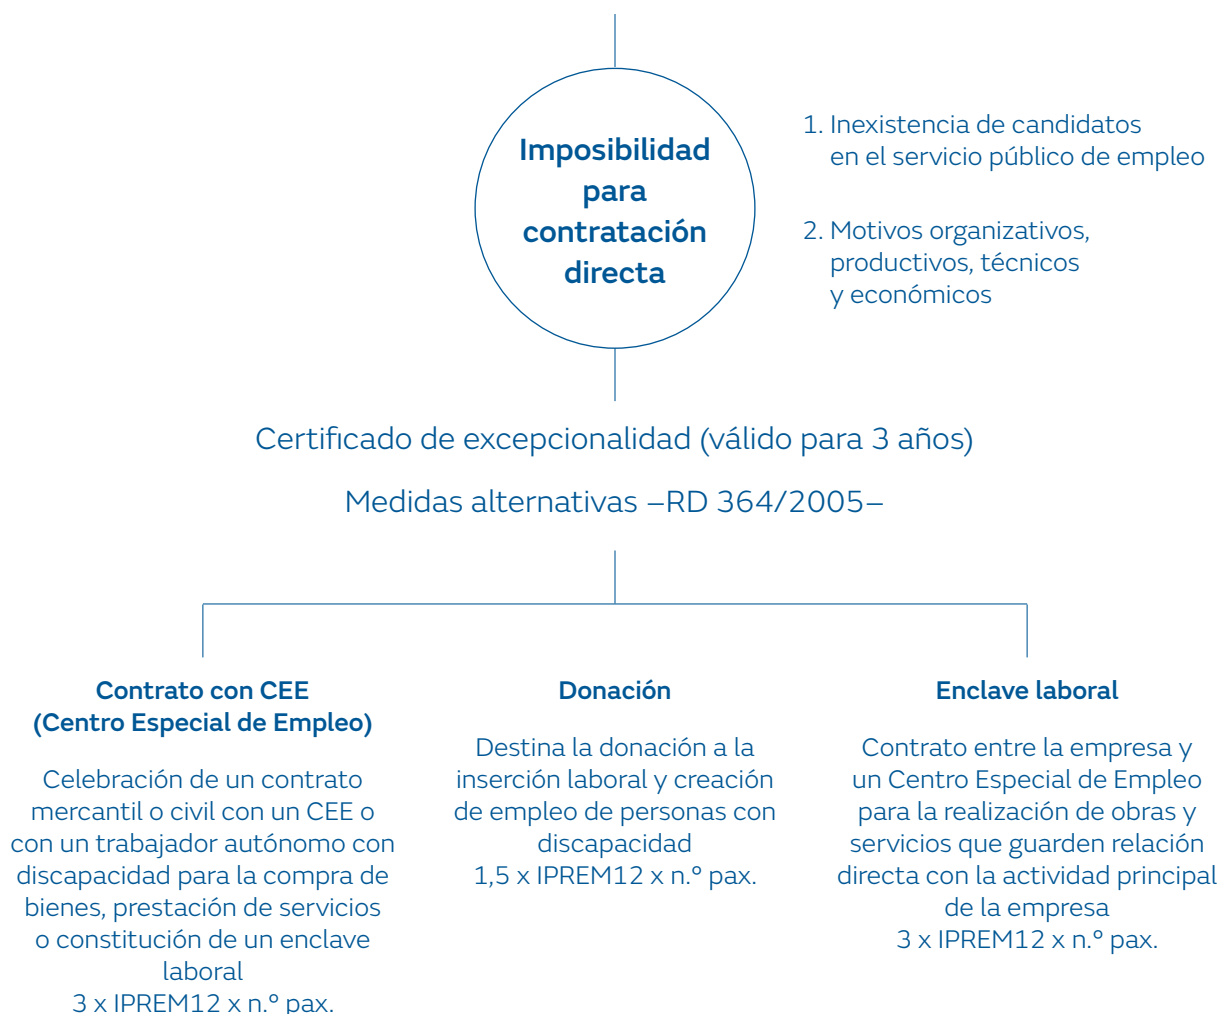 Imposibilidad
para
contratación
directa
1. Inexistencia de candidatos
en el servicio público de empleo
2. Motivos organizativos,
productivos, técnicos
y económicos
Certificado de excepcionalidad (válido para 3 años)
Medidas alternativas –RD 364/2005–
Contrato con CEE
(Centro Especial de Empleo)
Celebración de un contrato
mercantil o civil con un CEE o
con un trabajador autónomo con
discapacidad para la compra de
bienes, prestación de servicios
o constitución de un enclave
laboral
3 x IPREM12 x n.º pax.
Donación
Destina la donación a la
inserción laboral y creación
de empleo de personas con
discapacidad
1,5 x IPREM12 x n.º pax.
Enclave laboral
Contrato entre la empresa y
un Centro Especial de Empleo
para la realización de obras y
servicios que guarden relación
directa con la actividad principal
de la empresa
3 x IPREM12 x n.º pax.